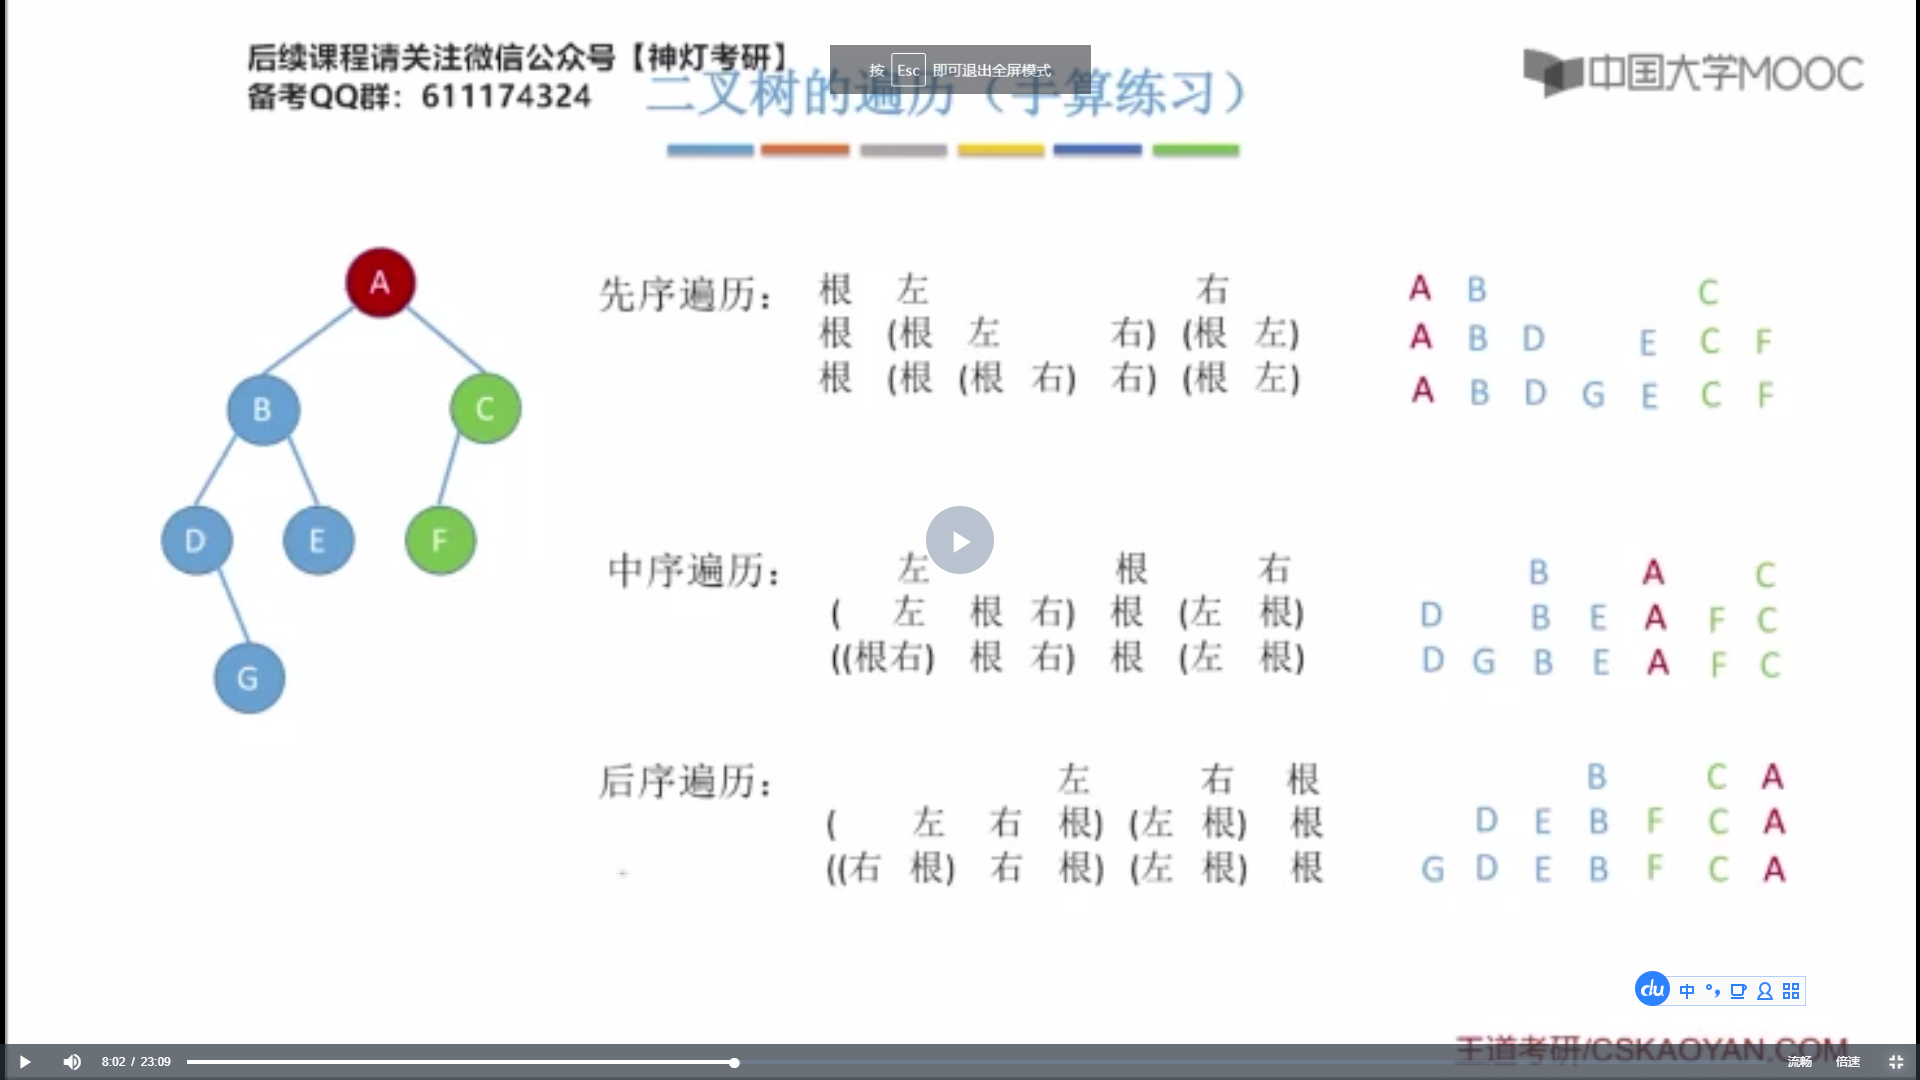 后续课程请关注微信公众号【神灯考研】
备考QQ群：611174324
按 Esc 即可退出全屏模式
二叉树的遍历（手算练习）
中国大学MOOC
A
B C
D E F
G
先序遍历： 根 左 右 A B C
根 (根 左 右) (根 左) A B D E C F
根 (根 (根 右) 右) (根 左) A B D G E C F
中序遍历： 左 根 右 B A C
( 左 根 右) 根 (左 根) D B E A F C
((根右) 根 右) 根 (左 根) D G B E A F C
后序遍历： 左 右 根 B C A
( 左 右 根) (左 根) 根 D E B F C A
((右 根) 右 根) (左 根) 根 G D E B F C A
du 中 °,
王道考研/CSKAOYAN.COM
8:02 / 23:09 流畅 倍速